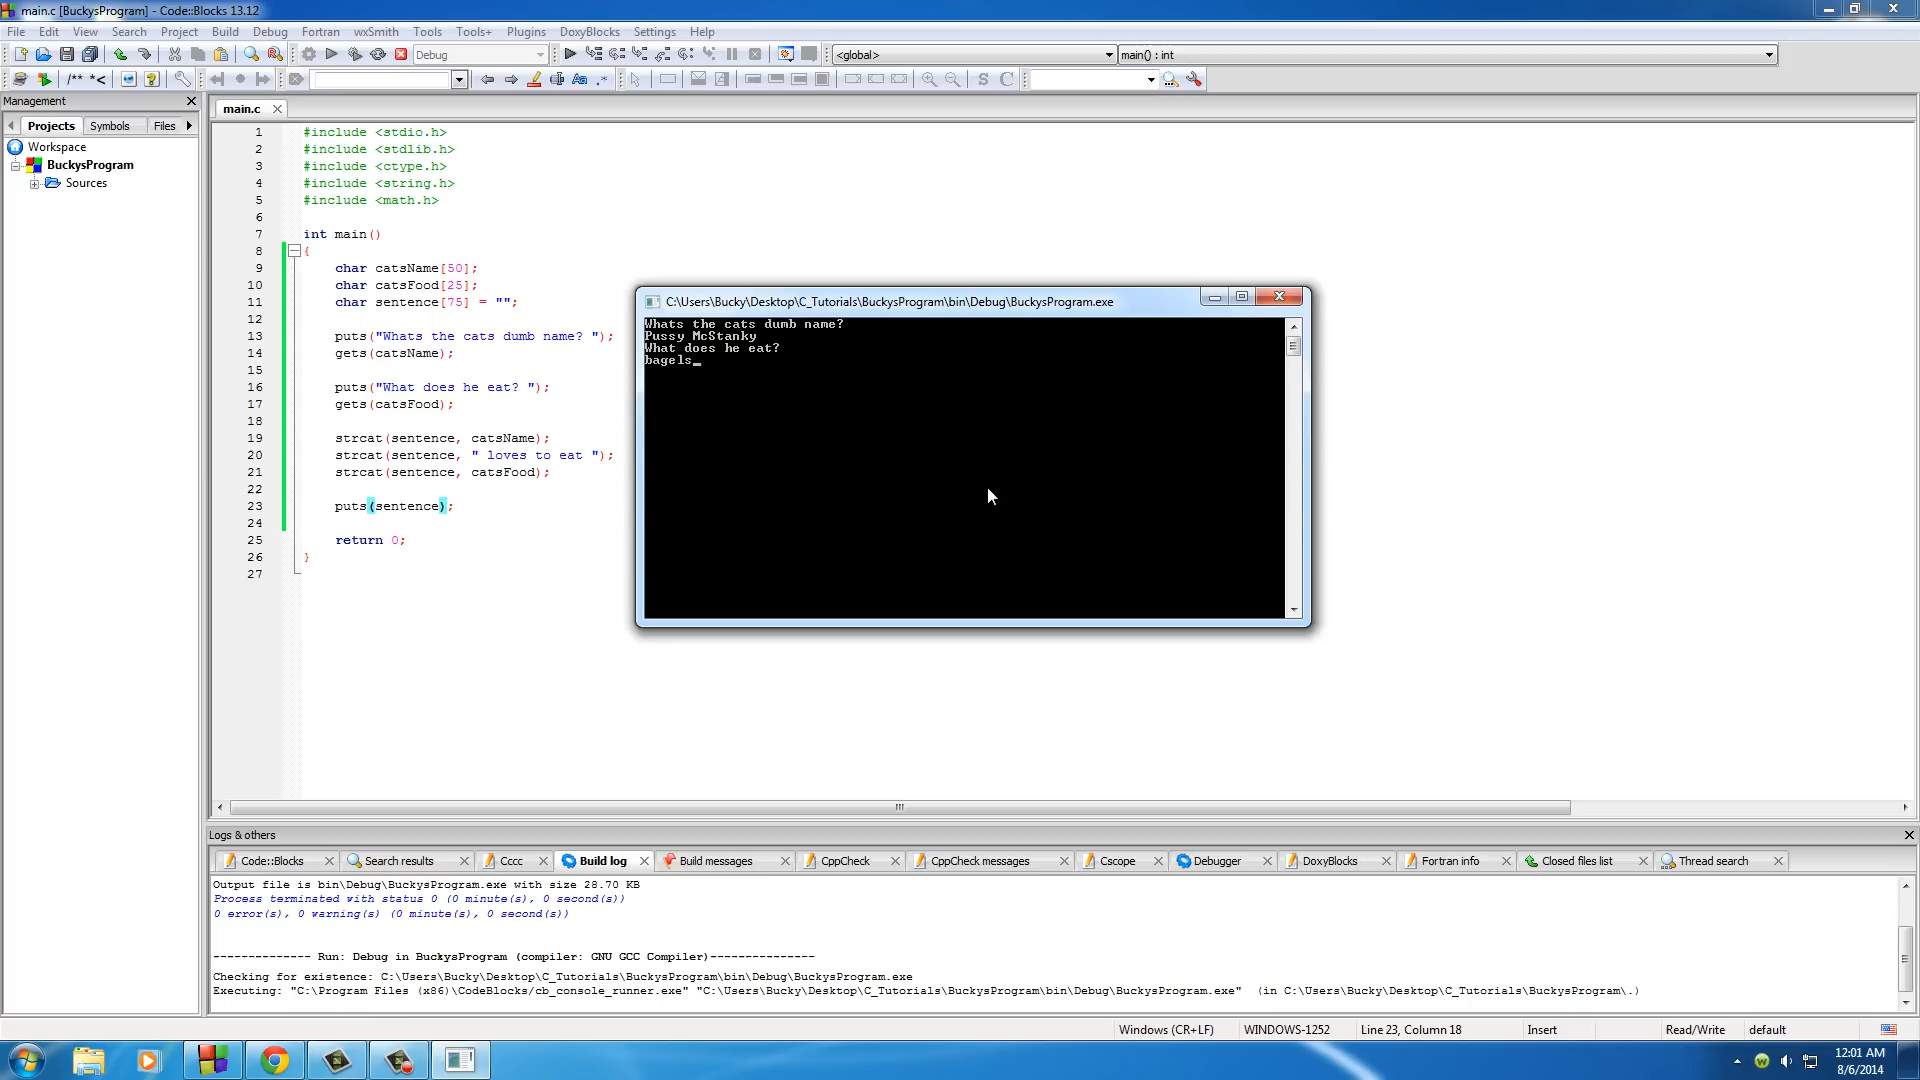 main.c [BuckysProgram] - Code::Blocks 13.12
File Edit View Search Project Build Debug Fortran wxSmith Tools Tools+ Plugins DoxyBlocks Settings Help
Debug <global> main() : int
/** *< Aa .* S C
Management
main.c
Projects Symbols Files
Workspace
BuckysProgram
Sources
1 #include <stdio.h>
2 #include <stdlib.h>
3 #include <ctype.h>
4 #include <string.h>
5 #include <math.h>
6
7 int main()
8 {
9 char catsName[50];
10 char catsFood[25];
11 char sentence[75] = "";
12
13 puts("Whats the cats dumb name? ");
14 gets(catsName);
15
16 puts("What does he eat? ");
17 gets(catsFood);
18
19 strcat(sentence, catsName);
20 strcat(sentence, " loves to eat ");
21 strcat(sentence, catsFood);
22
23 puts(sentence);
24
25 return 0;
26 }
27
C:\Users\Bucky\Desktop\C_Tutorials\BuckysProgram\bin\Debug\BuckysProgram.exe
Whats the cats dumb name?
Pussy McStanky
What does he eat?
bagels_
Logs & others
Code::Blocks Search results Cccc Build log Build messages CppCheck CppCheck messages Cscope Debugger DoxyBlocks Fortran info Closed files list Thread search
Output file is bin\Debug\BuckysProgram.exe with size 28.70 KB
Process terminated with status 0 (0 minute(s), 0 second(s))
0 error(s), 0 warning(s) (0 minute(s), 0 second(s))
-------------- Run: Debug in BuckysProgram (compiler: GNU GCC Compiler)---------------
Checking for existence: C:\Users\Bucky\Desktop\C_Tutorials\BuckysProgram\bin\Debug\BuckysProgram.exe
Executing: "C:\Program Files (x86)\CodeBlocks/cb_console_runner.exe" "C:\Users\Bucky\Desktop\C_Tutorials\BuckysProgram\bin\Debug\BuckysProgram.exe" (in C:\Users\Bucky\Desktop\C_Tutorials\BuckysProgram\.)
Windows (CR+LF) WINDOWS-1252 Line 23, Column 18 Insert Read/Write default
12:01 AM
8/6/2014